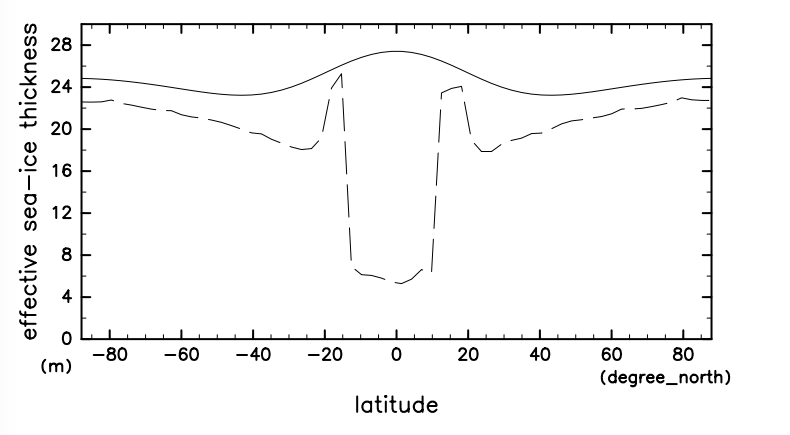 effective sea−ice thickness
28
24
20
16
12
8
4
0
(m)
−80 −60 −40 −20 0 20 40 60 80
(degree_north)
latitude